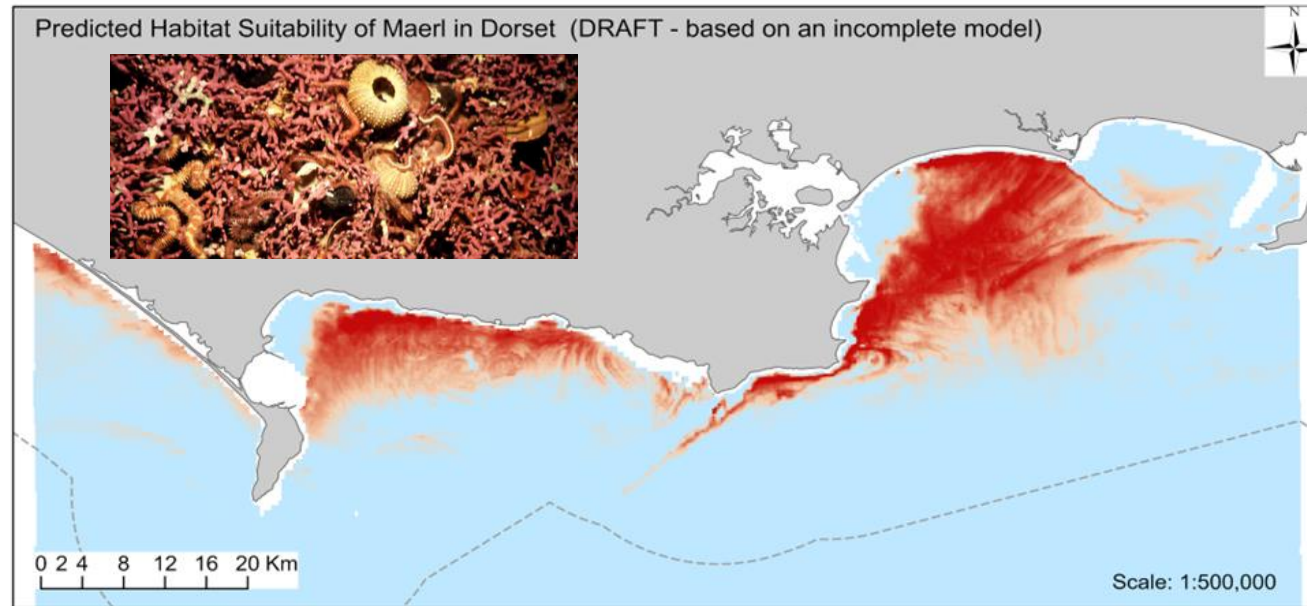 Predicted Habitat Suitability of Maerl in Dorset (DRAFT - based on an incomplete model)
N
0 2 4 8 12 16 20 Km
Scale: 1:500,000